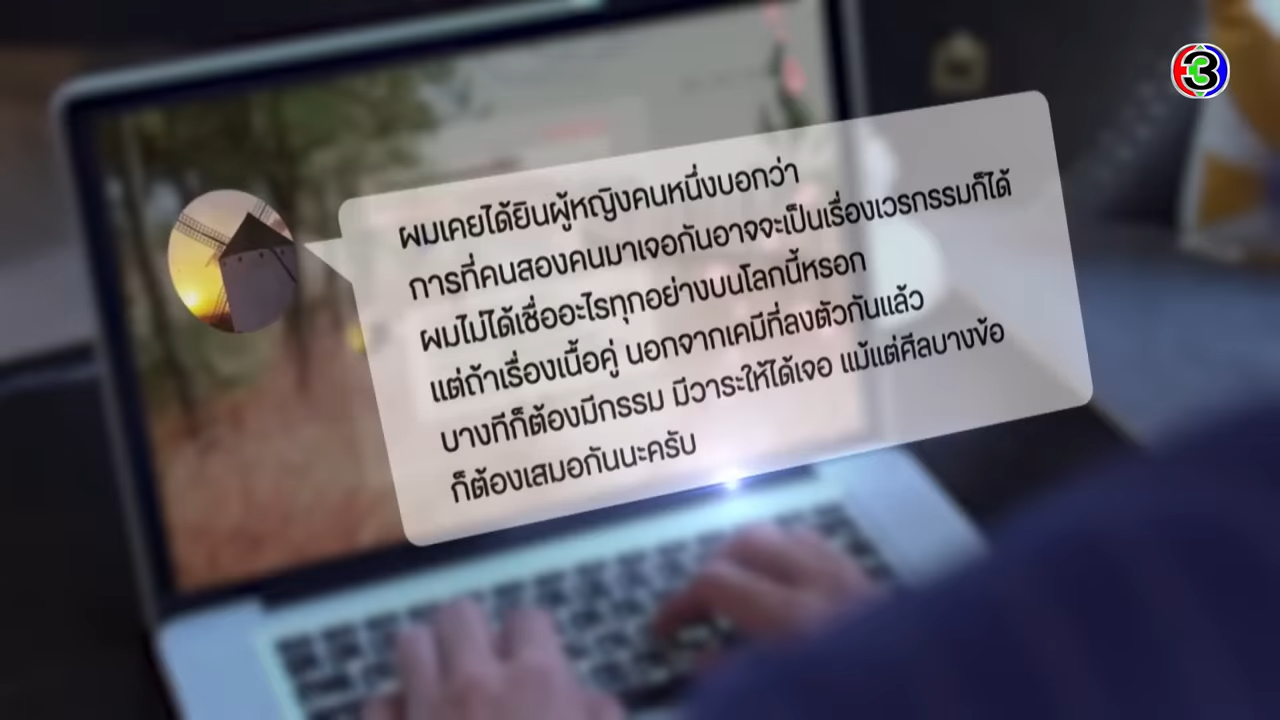 3
ผมเคยได้ยินผู้หญิงคนหนึ่งบอกว่า
การที่คนสองคนมาเจอกันอาจจะเป็นเรื่องเวรกรรมก็ได้
ผมไม่ได้เชื่ออะไรทุกอย่างบนโลกนี้หรอก
แต่ถ้าเรื่องเนื้อคู่ นอกจากเคมีที่ลงตัวกันแล้ว
บางทีก็ต้องมีกรรม มีวาระให้ได้เจอ แม้แต่ศีลบางข้อ
ก็ต้องเสมอกันนะครับ